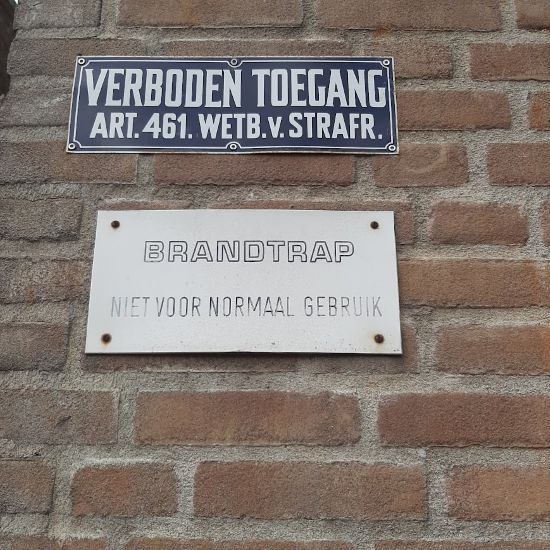 VERBODEN TOEGANG
ART. 461. WETB.v. STRAFR.
BRANDTRAP
NIET VOOR NORMAAL GEBRUIK